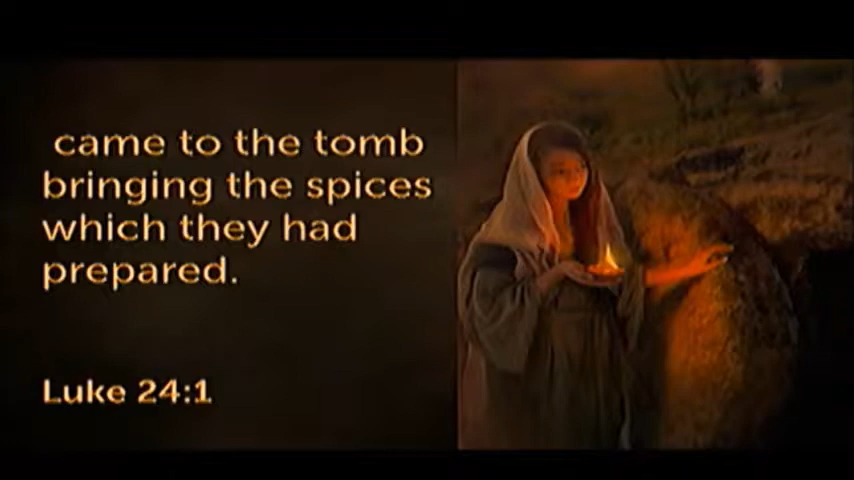 came to the tomb
bringing the spices
which they had
prepared.
Luke 24:1